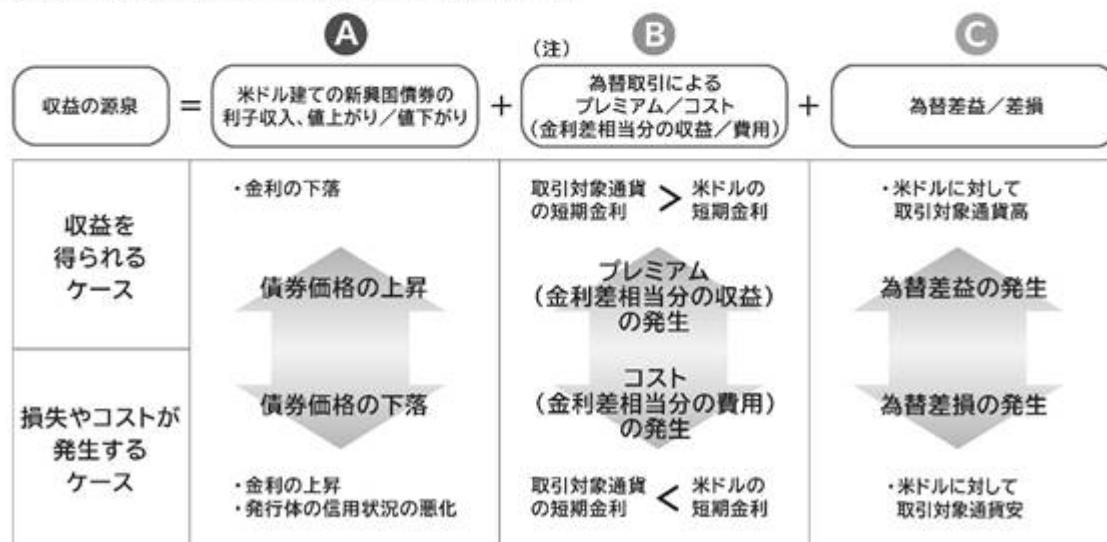 A
(注)
B
C
収益の源泉
=
米ドル建ての新興国債券の
利子収入、値上がり/値下がり
+
為替取引による
プレミアム/コスト
(金利差相当分の収益/費用)
+
為替差益/差損
収益を
得られる
ケース
・金利の下落
債券価格の上昇
取引対象通貨
の短期金利
>
米ドルの
短期金利
プレミアム
(金利差相当分の収益)
の発生
・米ドルに対して
取引対象通貨高
為替差益の発生
損失やコストが
発生する
ケース
債券価格の下落
・金利の上昇
・発行体の信用状況の悪化
コスト
(金利差相当分の費用)
の発生
取引対象通貨
の短期金利
<
米ドルの
短期金利
為替差損の発生
・米ドルに対して
取引対象通貨安